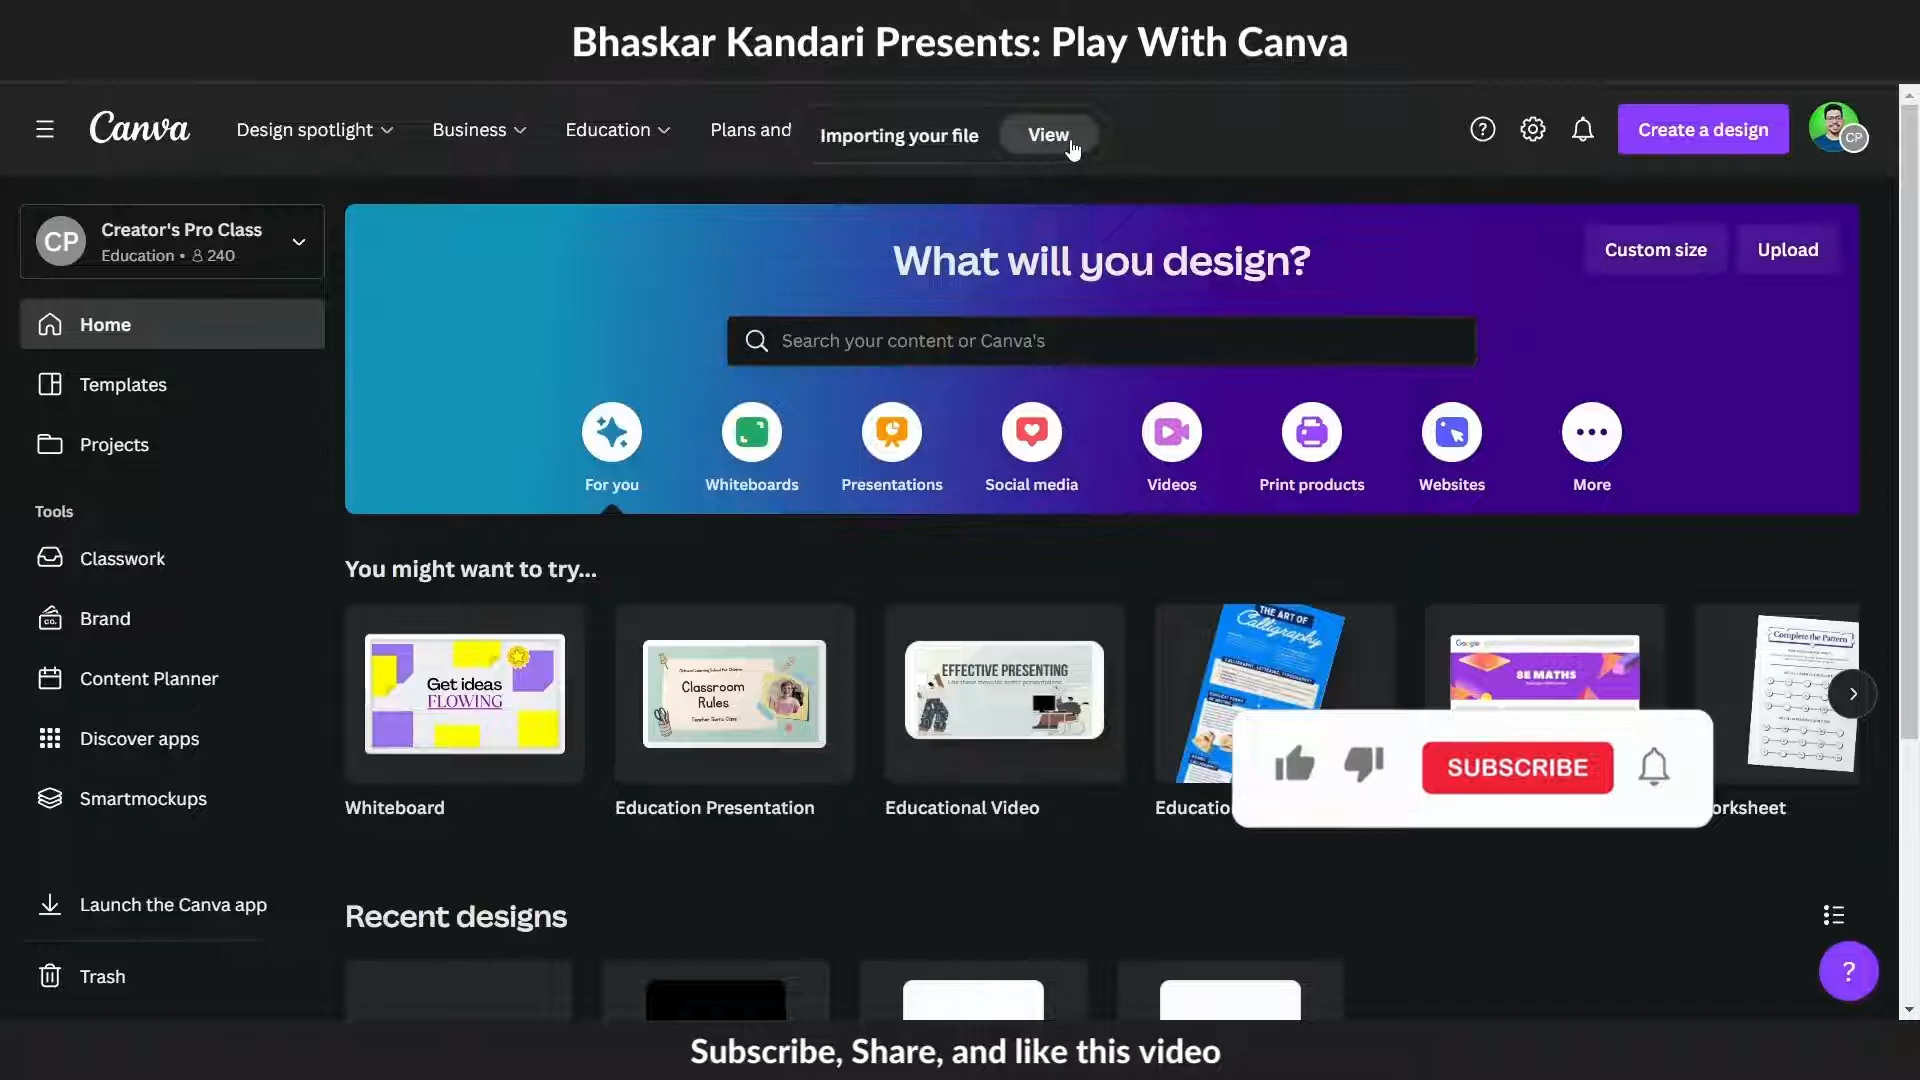 Bhaskar Kandari Presents: Play With Canva
Canva
Design spotlight
Business
Education
Plans and
Importing your file
View
Create a design
CP
CP
Creator's Pro Class
Education • 240
Home
Templates
Projects
Tools
Classwork
Brand
Content Planner
Discover apps
Smartmockups
Launch the Canva app
Trash
What will you design?
Custom size
Upload
Search your content or Canva's
For you
Whiteboards
Presentations
Social media
Videos
Print products
Websites
More
You might want to try...
Get ideas
FLOWING
Classroom
Rules
EFFECTIVE PRESENTING
THE ART OF
Calligraphy
Google
8E MATHS
Complete the Pattern
Whiteboard
Education Presentation
Educational Video
Educatio
orksheet
SUBSCRIBE
Recent designs
?
Subscribe, Share, and like this video